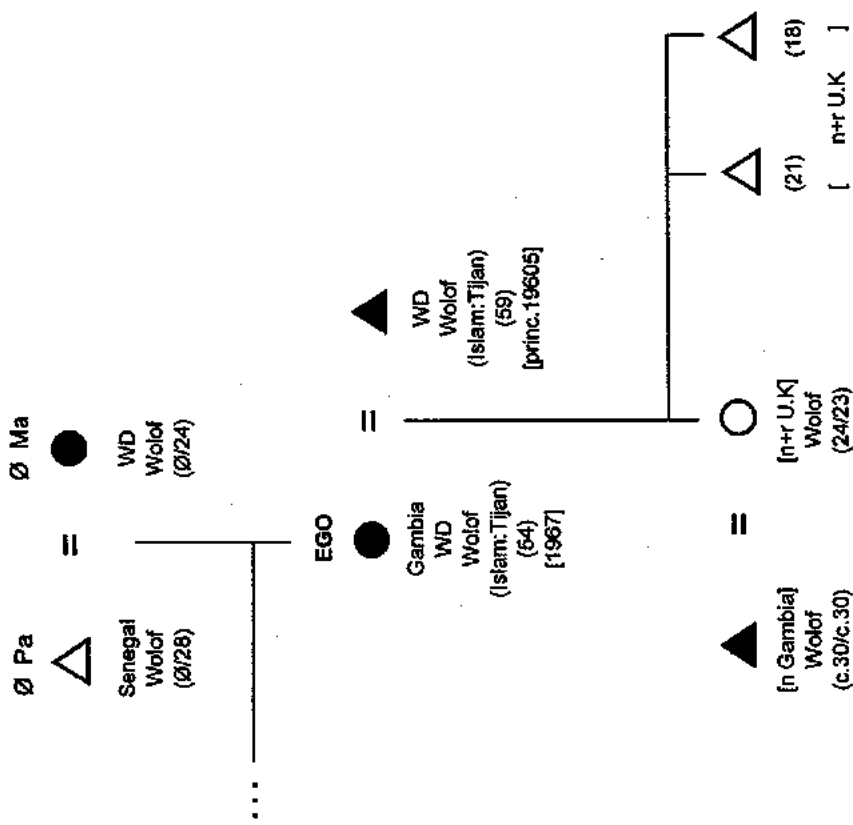 Ø Pa
=
Ø Ma
Senegal
Wolof
(Ø/28)
WD
Wolof
(Ø/24)
...
EGO
=
Gambia
WD
Wolof
(Islam:Tijan)
(54)
[1967]
WD
Wolof
(Islam:Tijan)
(59)
[princ.1960s]
=
[n Gambia]
Wolof
(c.30/c.30)
[n+r U.K]
Wolof
(24/23)
(21)
(18)
[ n+r U.K ]